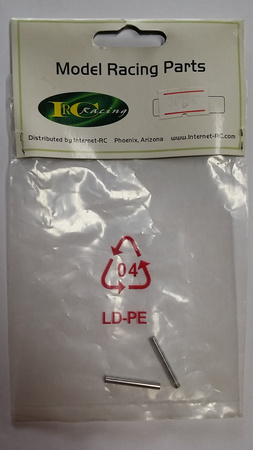 Model Racing Parts
IRC Racing
Distributed by Internet-RC Phoenix, Arizona www.Internet-RC.com
04
LD-PE